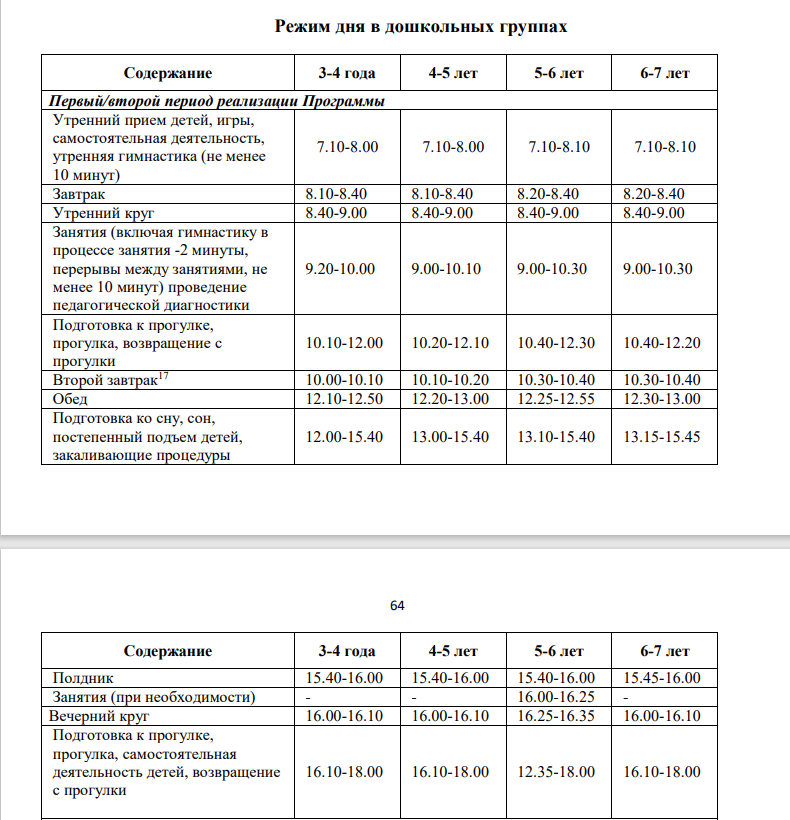 Режим дня в дошкольных группах
Содержание 3-4 года 4-5 лет 5-6 лет 6-7 лет
Первый/второй период реализации Программы
Утренний прием детей, игры,
самостоятельная деятельность,
утренняя гимнастика (не менее
10 минут)
7.10-8.00 7.10-8.00 7.10-8.10 7.10-8.10
Завтрак 8.10-8.40 8.10-8.40 8.20-8.40 8.20-8.40
Утренний круг 8.40-9.00 8.40-9.00 8.40-9.00 8.40-9.00
Занятия (включая гимнастику в
процессе занятия -2 минуты,
перерывы между занятиями, не
менее 10 минут) проведение
педагогической диагностики
9.20-10.00 9.00-10.10 9.00-10.30 9.00-10.30
Подготовка к прогулке,
прогулка, возвращение с
прогулки
10.10-12.00 10.20-12.10 10.40-12.30 10.40-12.20
Второй завтрак17 10.00-10.10 10.10-10.20 10.30-10.40 10.30-10.40
Обед 12.10-12.50 12.20-13.00 12.25-12.55 12.30-13.00
Подготовка ко сну, сон,
постепенный подъем детей,
закаливающие процедуры
12.00-15.40 13.00-15.40 13.10-15.40 13.15-15.45
64
Содержание 3-4 года 4-5 лет 5-6 лет 6-7 лет
Полдник 15.40-16.00 15.40-16.00 15.40-16.00 15.45-16.00
Занятия (при необходимости) - - 16.00-16.25 -
Вечерний круг 16.00-16.10 16.00-16.10 16.25-16.35 16.00-16.10
Подготовка к прогулке,
прогулка, самостоятельная
деятельность детей, возвращение
с прогулки
16.10-18.00 16.10-18.00 12.35-18.00 16.10-18.00